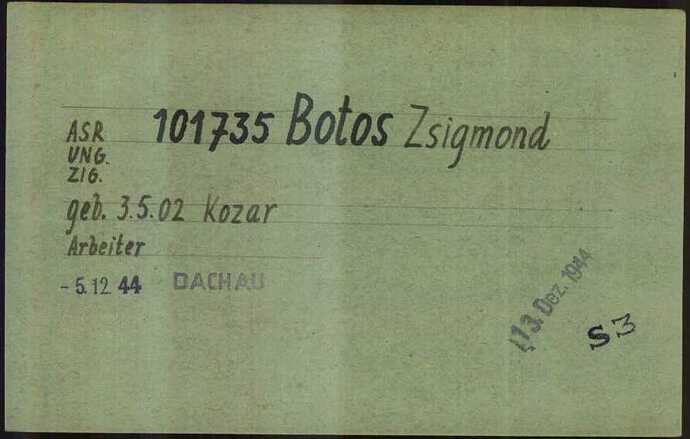 ASR 101735 Botos Zsigmond
UNG.
ZIG.
geb. 3.5.02 Kozar
Arbeiter
- 5. 12. 44 DACHAU
13. Dez. 1944
S3